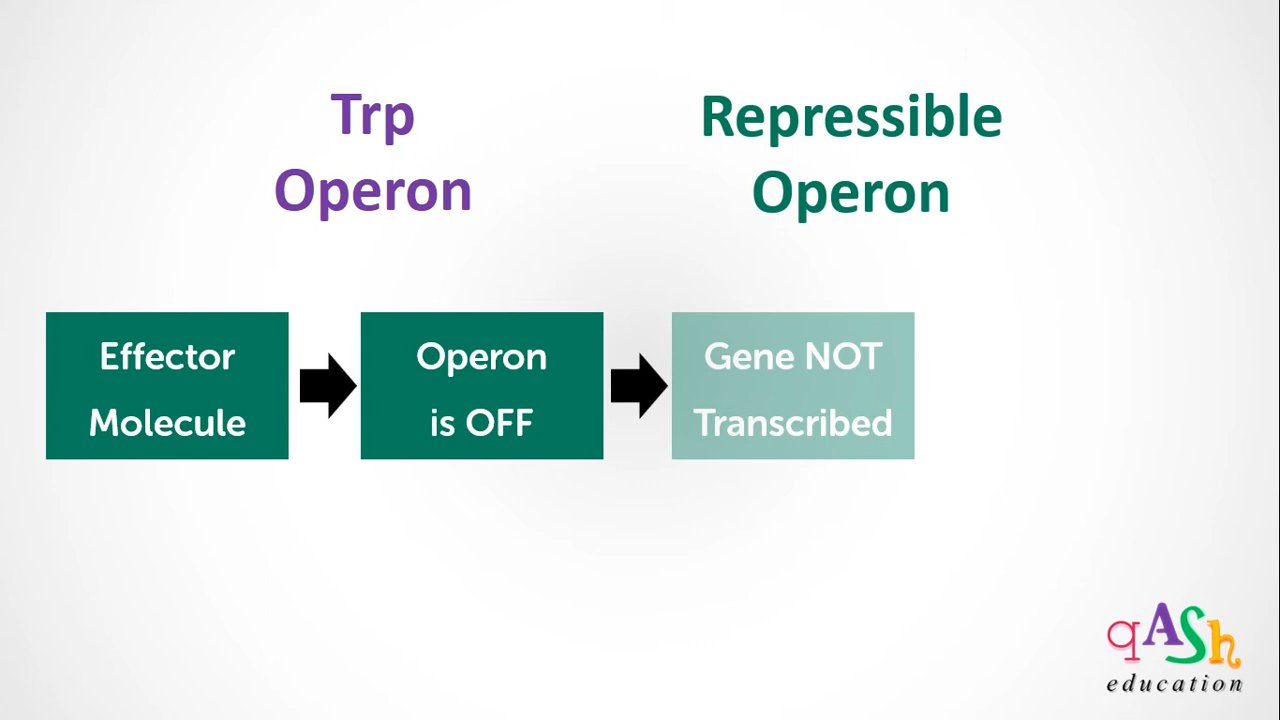 Trp
Operon
Repressible
Operon
Effector
Molecule
Operon
is OFF
Gene NOT
Transcribed
qASh
education